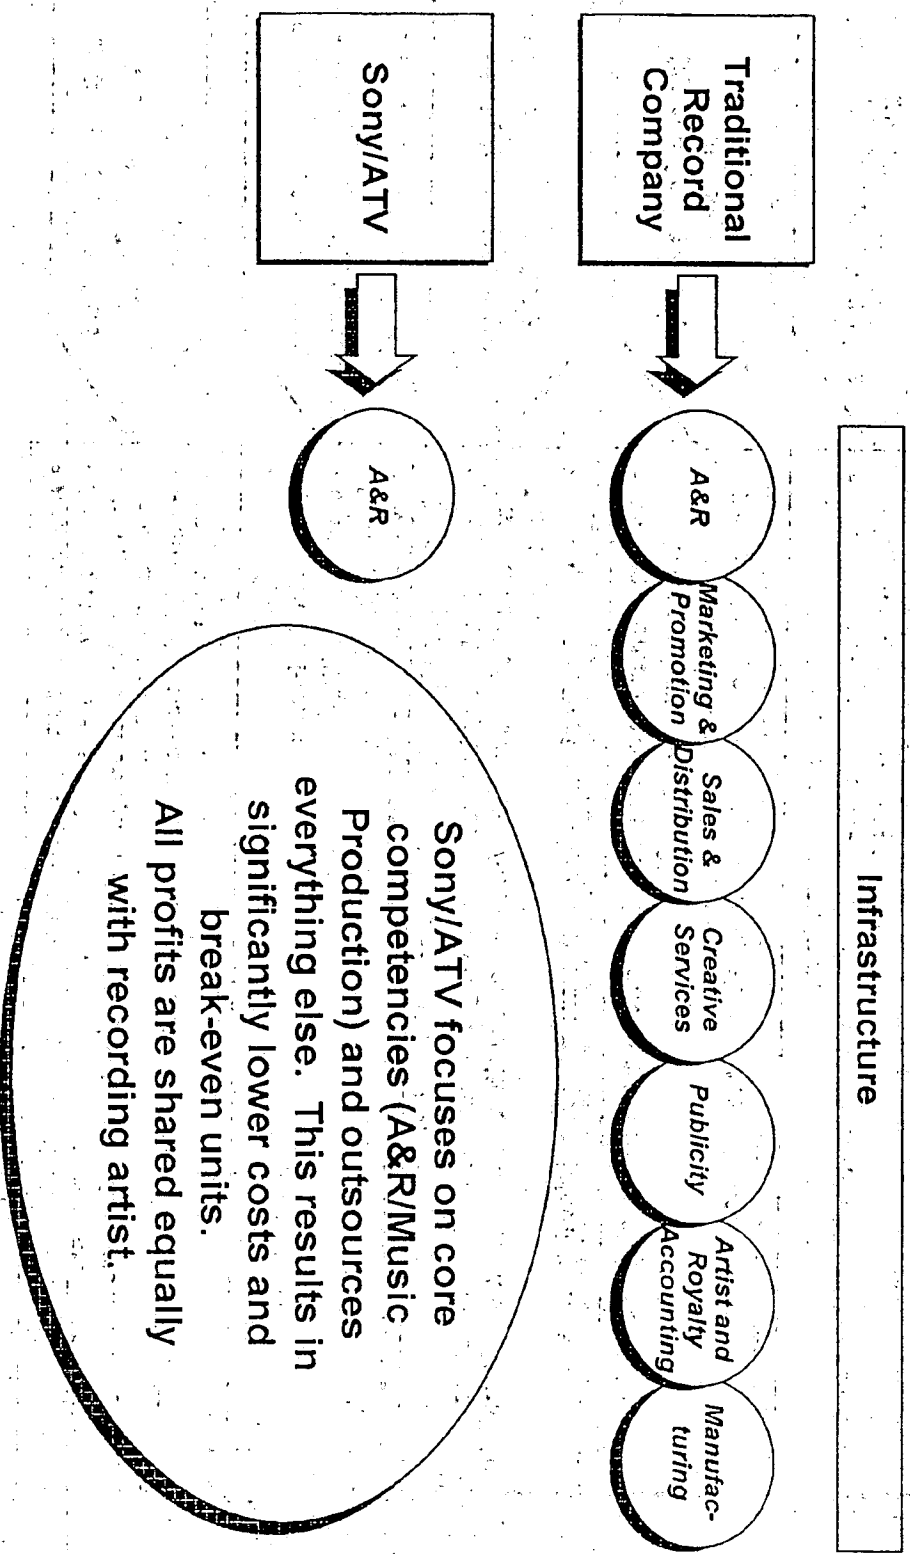 Infrastructure
Traditional
Record
Company
A&R
Marketing &
Promotion
Sales &
Distribution
Creative
Services
Publicity
Artist and
Royalty
Accounting
Manufac-
turing
Sony/ATV
A&R
Sony/ATV focuses on core
competencies (A&R/Music
Production) and outsources
everything else. This results in
significantly lower costs and
break-even units.
All profits are shared equally
with recording artist.